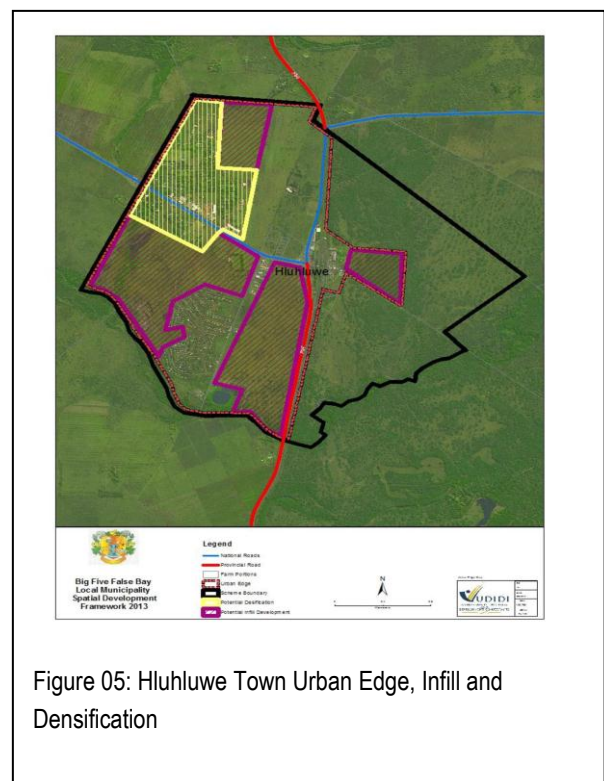 Hluhluwe
Big Five False Bay
Local Municipality
Spatial Development
Framework 2013
Legend
National Roads
Provincial Road
Farm Portions
Urban Edge
Scheme Boundary
Potential Densification
Potential Infill Development
N
VUDIDI
Figure 05: Hluhluwe Town Urban Edge, Infill and
Densification